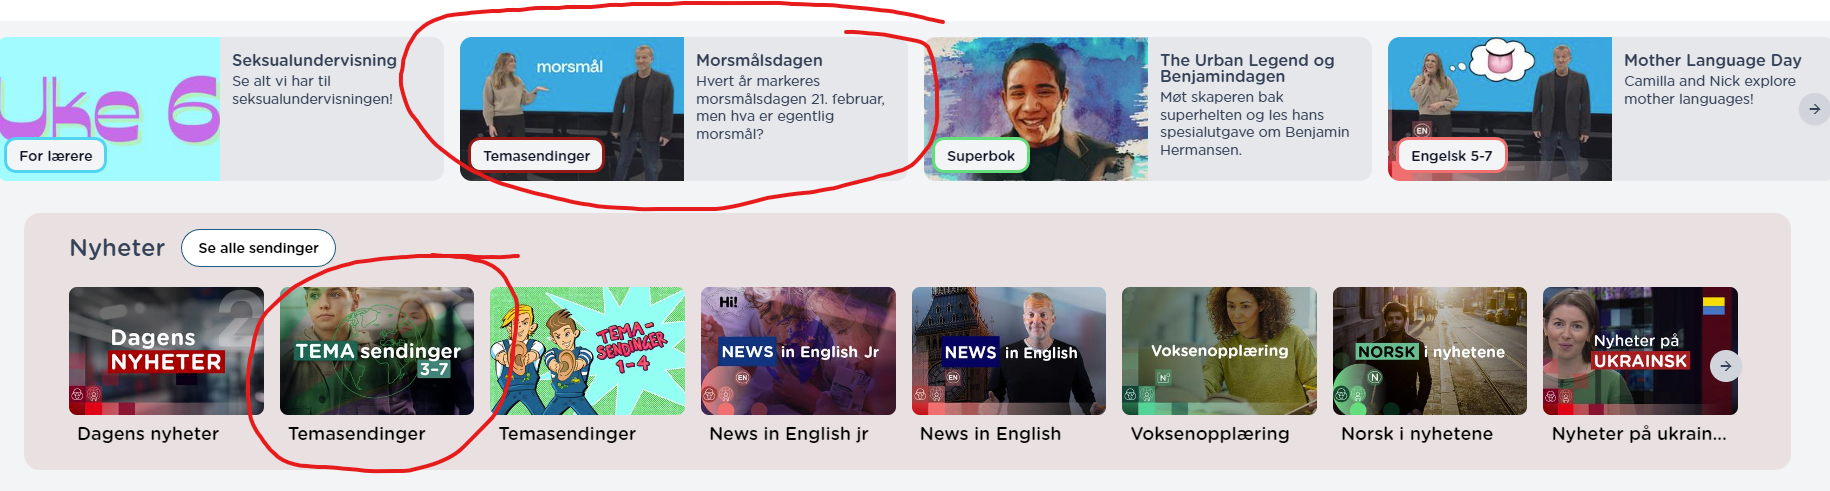 Seksualundervisning
Se alt vi har til
seksualundervisningen!
Uke 6
For lærere
morsmål
Temasendinger
Morsmålsdagen
Hvert år markeres
morsmålsdagen 21. februar,
men hva er egentlig
morsmål?
Superbok
The Urban Legend og
Benjamindagen
Møt skaperen bak
superhelten og les hans
spesialutgave om Benjamin
Hermansen.
EN
Engelsk 5-7
Mother Language Day
Camilla and Nick explore
mother languages!
Nyheter
Se alle sendinger
2
Dagens
NYHETER
Dagens nyheter
TEMA sendinger
3-7
Temasendinger
TEMA-
SENDINGER
1-4
Temasendinger
Hi!
NEWS in English Jr
EN
News in English jr
NEWS in English
EN
News in English
Voksenopplæring
N
Voksenopplæring
NORSK i nyhetene
N
Norsk i nyhetene
Nyheter på
UKRAINSK
Nyheter på ukrain...